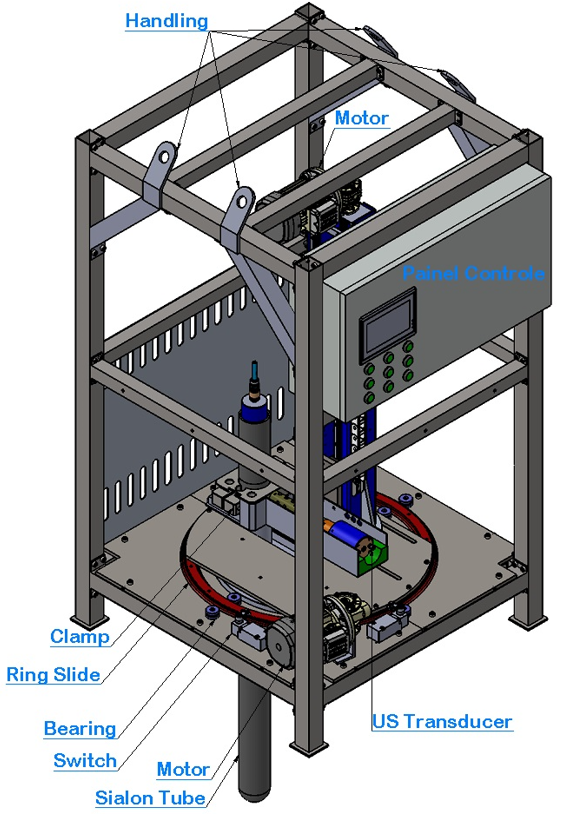 Handling
Motor
Painel Controle
Clamp
Ring Slide
Bearing
US Transducer
Switch
Motor
Sialon Tube